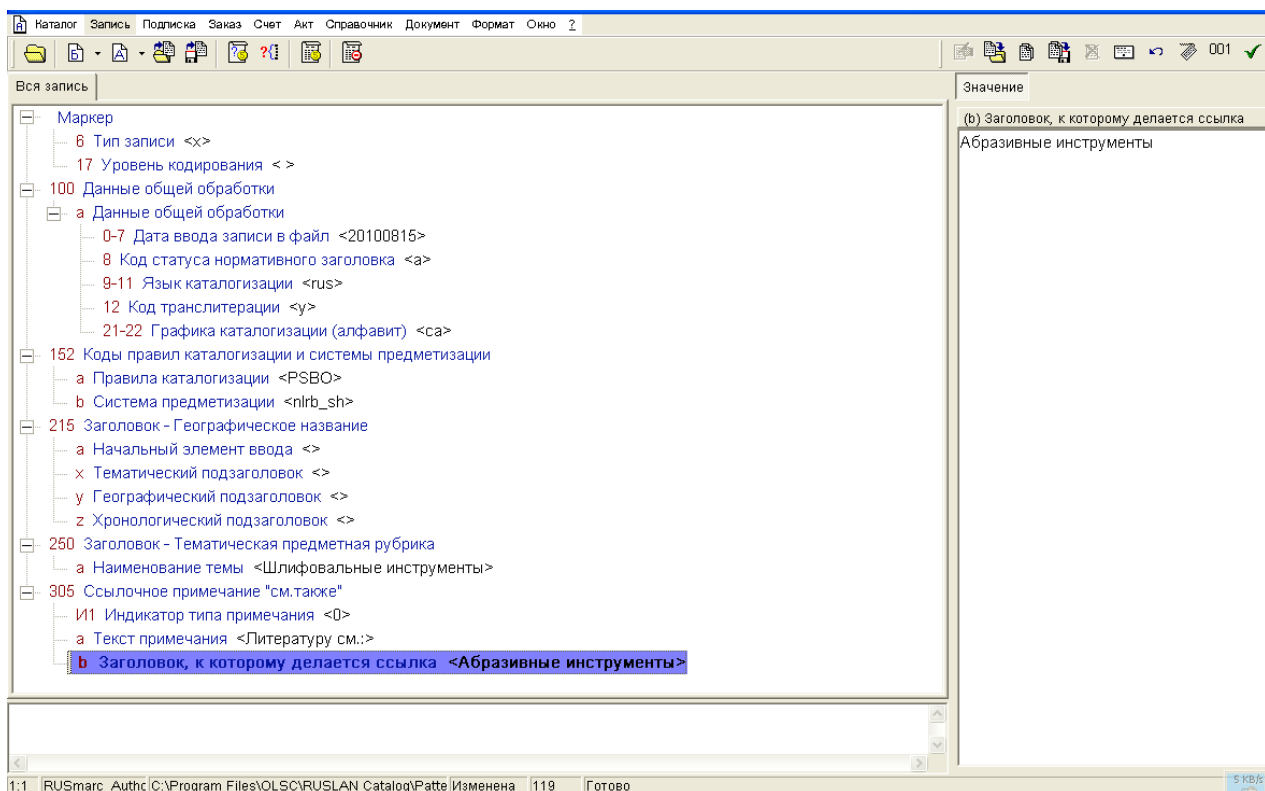 Каталог Запись Подписка Заказ Счет Акт Справочник Документ Формат Окно ?
001
Вся запись
Маркер
6 Тип записи <x>
17 Уровень кодирования < >
100 Данные общей обработки
a Данные общей обработки
0-7 Дата ввода записи в файл <20100815>
8 Код статуса нормативного заголовка <a>
9-11 Язык каталогизации <rus>
12 Код транслитерации <y>
21-22 Графика каталогизации (алфавит) <ca>
152 Коды правил каталогизации и системы предметизации
a Правила каталогизации <PSBO>
b Система предметизации <nlrb_sh>
215 Заголовок - Географическое название
a Начальный элемент ввода <>
x Тематический подзаголовок <>
y Географический подзаголовок <>
z Хронологический подзаголовок <>
250 Заголовок - Тематическая предметная рубрика
a Наименование темы <Шлифовальные инструменты>
305 Ссылочное примечание "см.также"
И1 Индикатор типа примечания <0>
a Текст примечания <Литературу см.:>
b Заголовок, к которому делается ссылка <Абразивные инструменты>
Значение
(b) Заголовок, к которому делается ссылка
Абразивные инструменты
1:1 RUSmarc_Authc C:\Program Files\OLSC\RUSLAN Catalog\Patte Изменена 119 Готово
5 KB/s